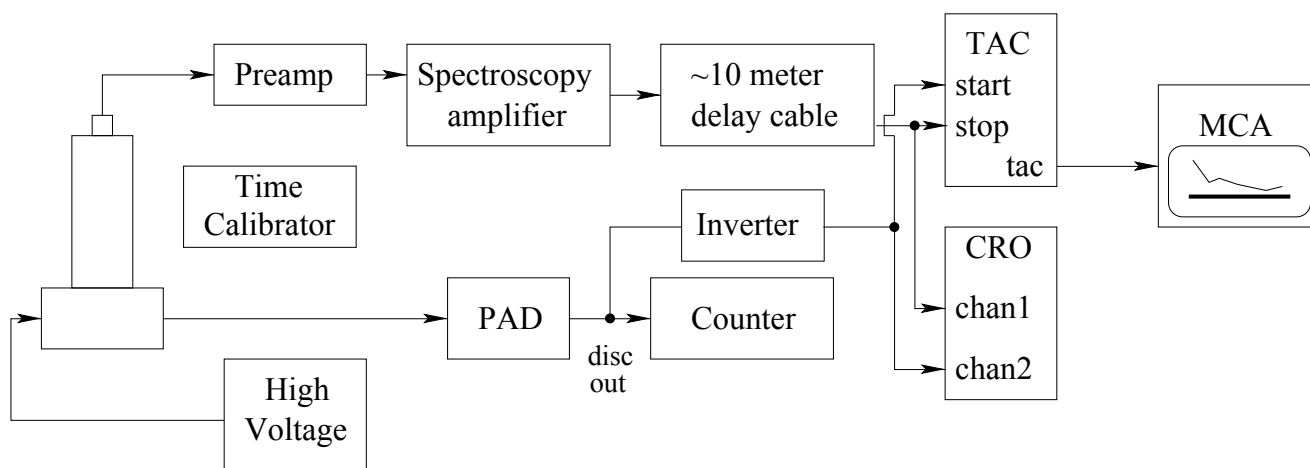 Preamp
Spectroscopy
amplifier
~10 meter
delay cable
TAC
start
stop
tac
MCA
Time
Calibrator
Inverter
CRO
chan1
chan2
PAD
Counter
disc
out
High
Voltage